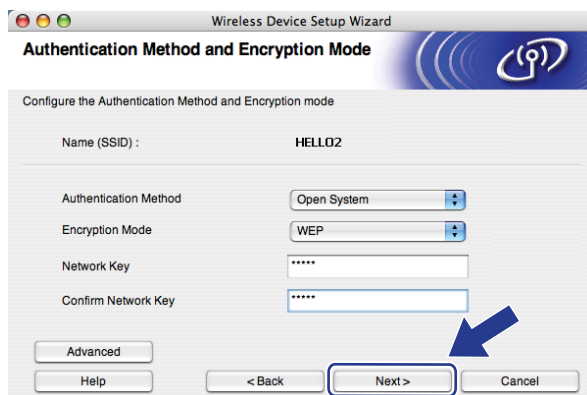 Wireless Device Setup Wizard
Authentication Method and Encryption Mode
Configure the Authentication Method and Encryption mode
Name (SSID) : HELLO2
Authentication Method Open System
Encryption Mode WEP
Network Key *****
Confirm Network Key *****
Advanced
Help < Back Next > Cancel